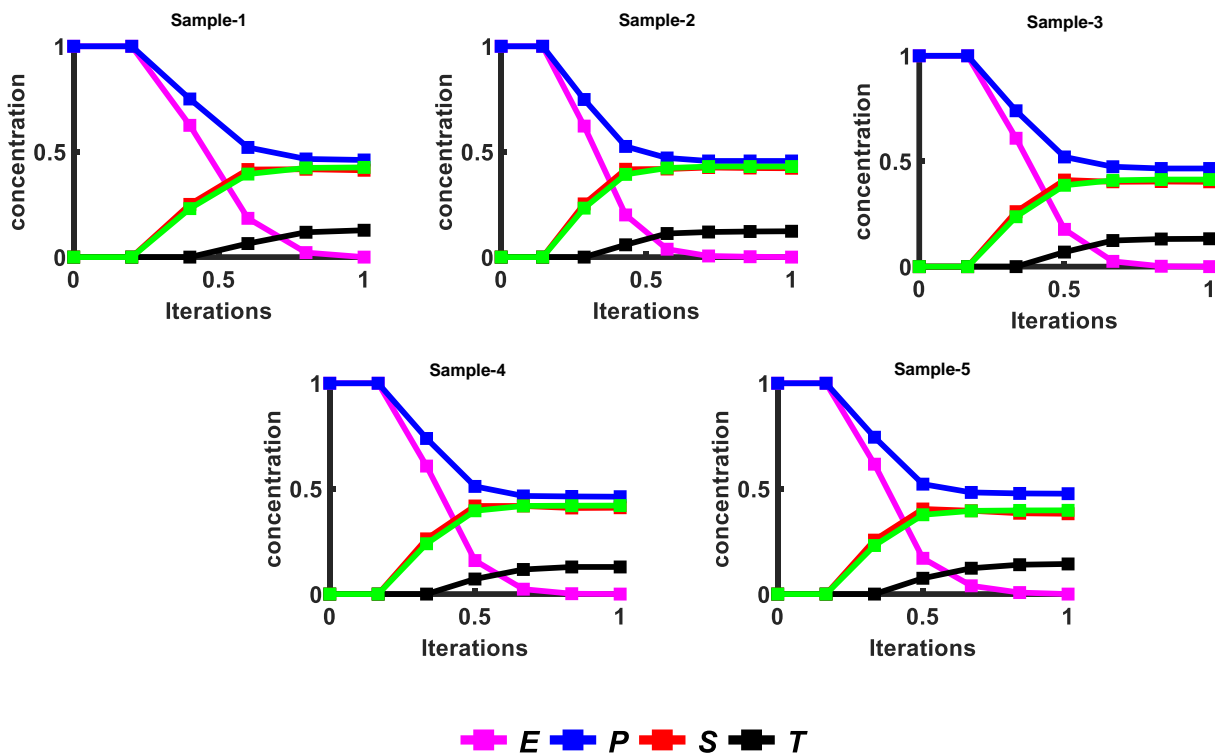 Sample-1
1
0.5
0
concentration
0
0.5
1
Iterations
Sample-2
1
0.5
0
concentration
0
0.5
1
Iterations
Sample-3
1
0.5
0
concentration
0
0.5
1
Iterations
Sample-4
1
0.5
0
concentration
0
0.5
1
Iterations
Sample-5
1
0.5
0
concentration
0
0.5
1
Iterations
E P S T